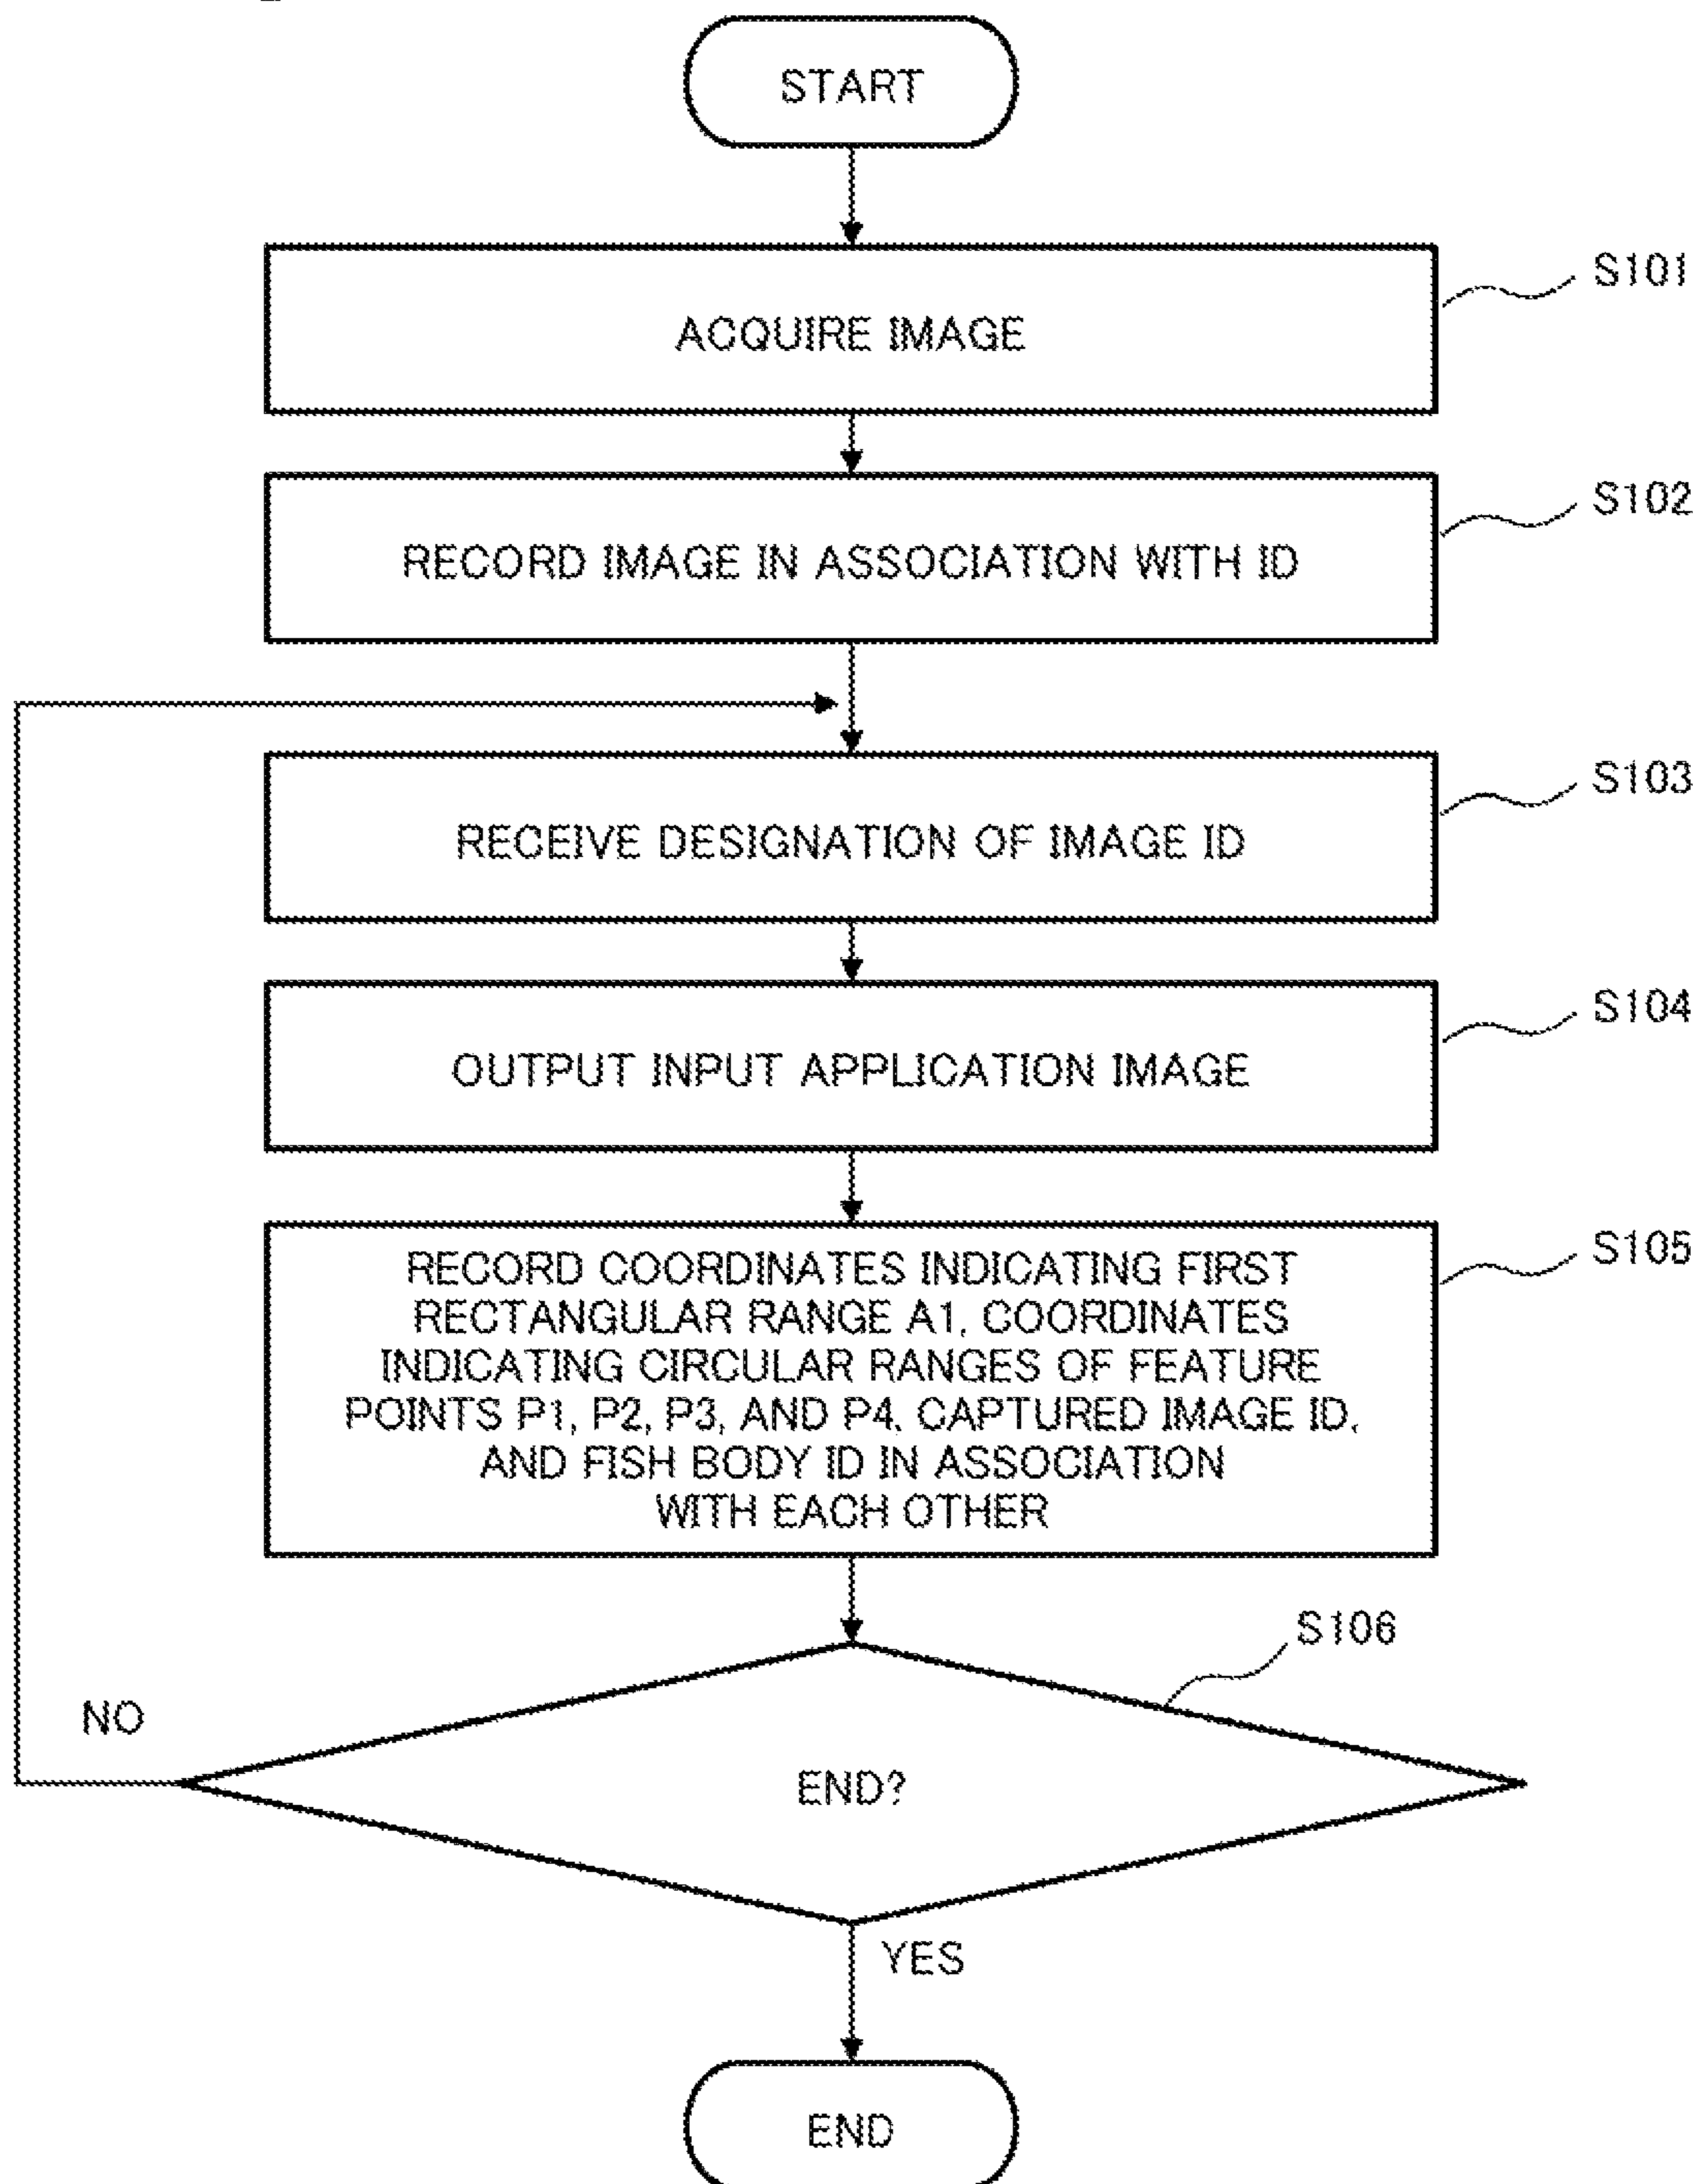 START
S101
ACQUIRE IMAGE
S102
RECORD IMAGE IN ASSOCIATION WITH ID
S103
RECEIVE DESIGNATION OF IMAGE ID
S104
OUTPUT INPUT APPLICATION IMAGE
S105
RECORD COORDINATES INDICATING FIRST
RECTANGULAR RANGE A1, COORDINATES
INDICATING CIRCULAR RANGES OF FEATURE
POINTS P1, P2, P3, AND P4, CAPTURED IMAGE ID,
AND FISH BODY ID IN ASSOCIATION
WITH EACH OTHER
S106
NO
END?
YES
END